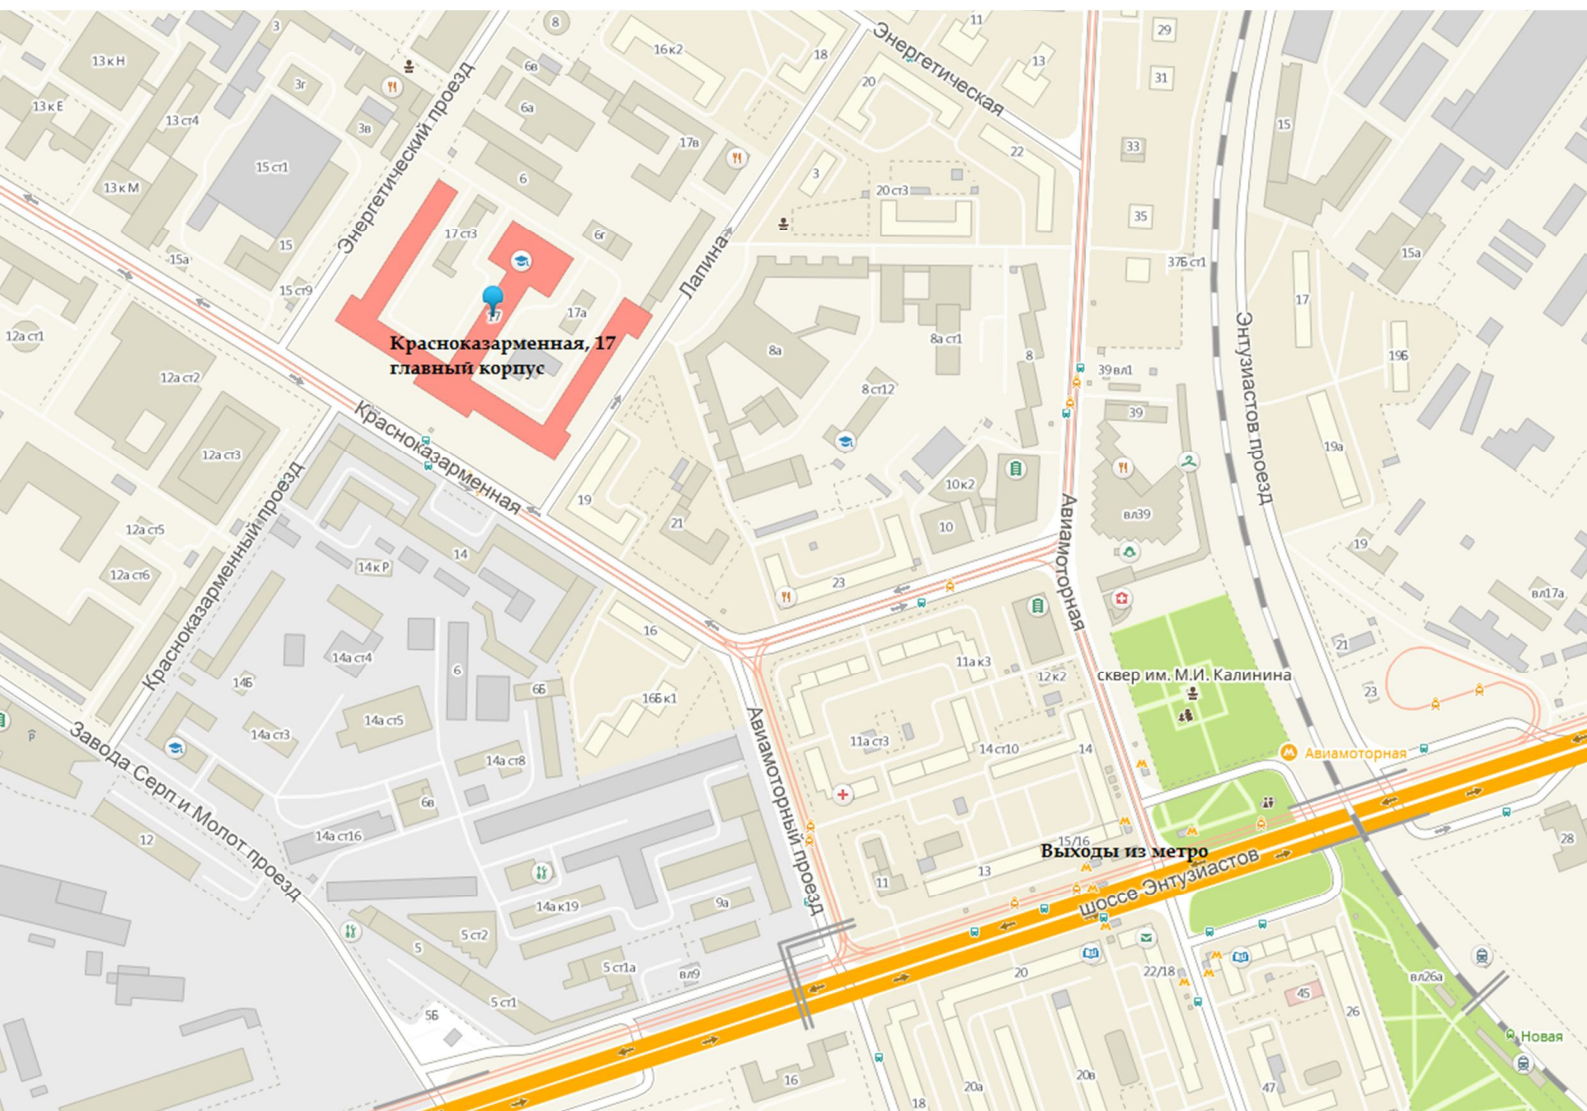 3
8
11
29
13 к Н
16 к2
18
Энергетическая
13
31
6в
3г
20
13 к Е
6а
13 ст4
3в
Энергетический проезд
17в
33
15
22
15 ст1
3
6
13 к М
20 ст3
35
17 ст3
6г
15
Лапина
15а
15а
37Б ст1
15 ст9
17
17а
17
12а ст1
Красноказарменная, 17
главный корпус
8а
8а ст1
8
Энтузиастов проезд
19Б
39 вл1
12а ст2
8 ст12
39
Красноказарменная
12а ст3
19а
10 к2
19
21
вл39
Авиамоторная
12а ст5
10
14
19
14 к Р
12а ст6
23
вл17а
Красноказарменный проезд
16
21
14а ст4
11а к3
6
сквер им. М.И. Калинина
12 к2
14Б
6Б
16Б к1
23
14а ст5
Завода Серп и Молот проезд
14а ст3
Р
Авиамоторный проезд
11а ст3
14 ст10
14
Авиамоторная
14а ст8
6в
12
14а ст16
15/16
28
Выходы из метро
13
шоссе Энтузиастов
11
14а к19
9а
5 ст2
5
5 ст1а
вл9
20
22/18
вл26а
5 ст1
45
5Б
26
Новая
16
20а
20в
47
18